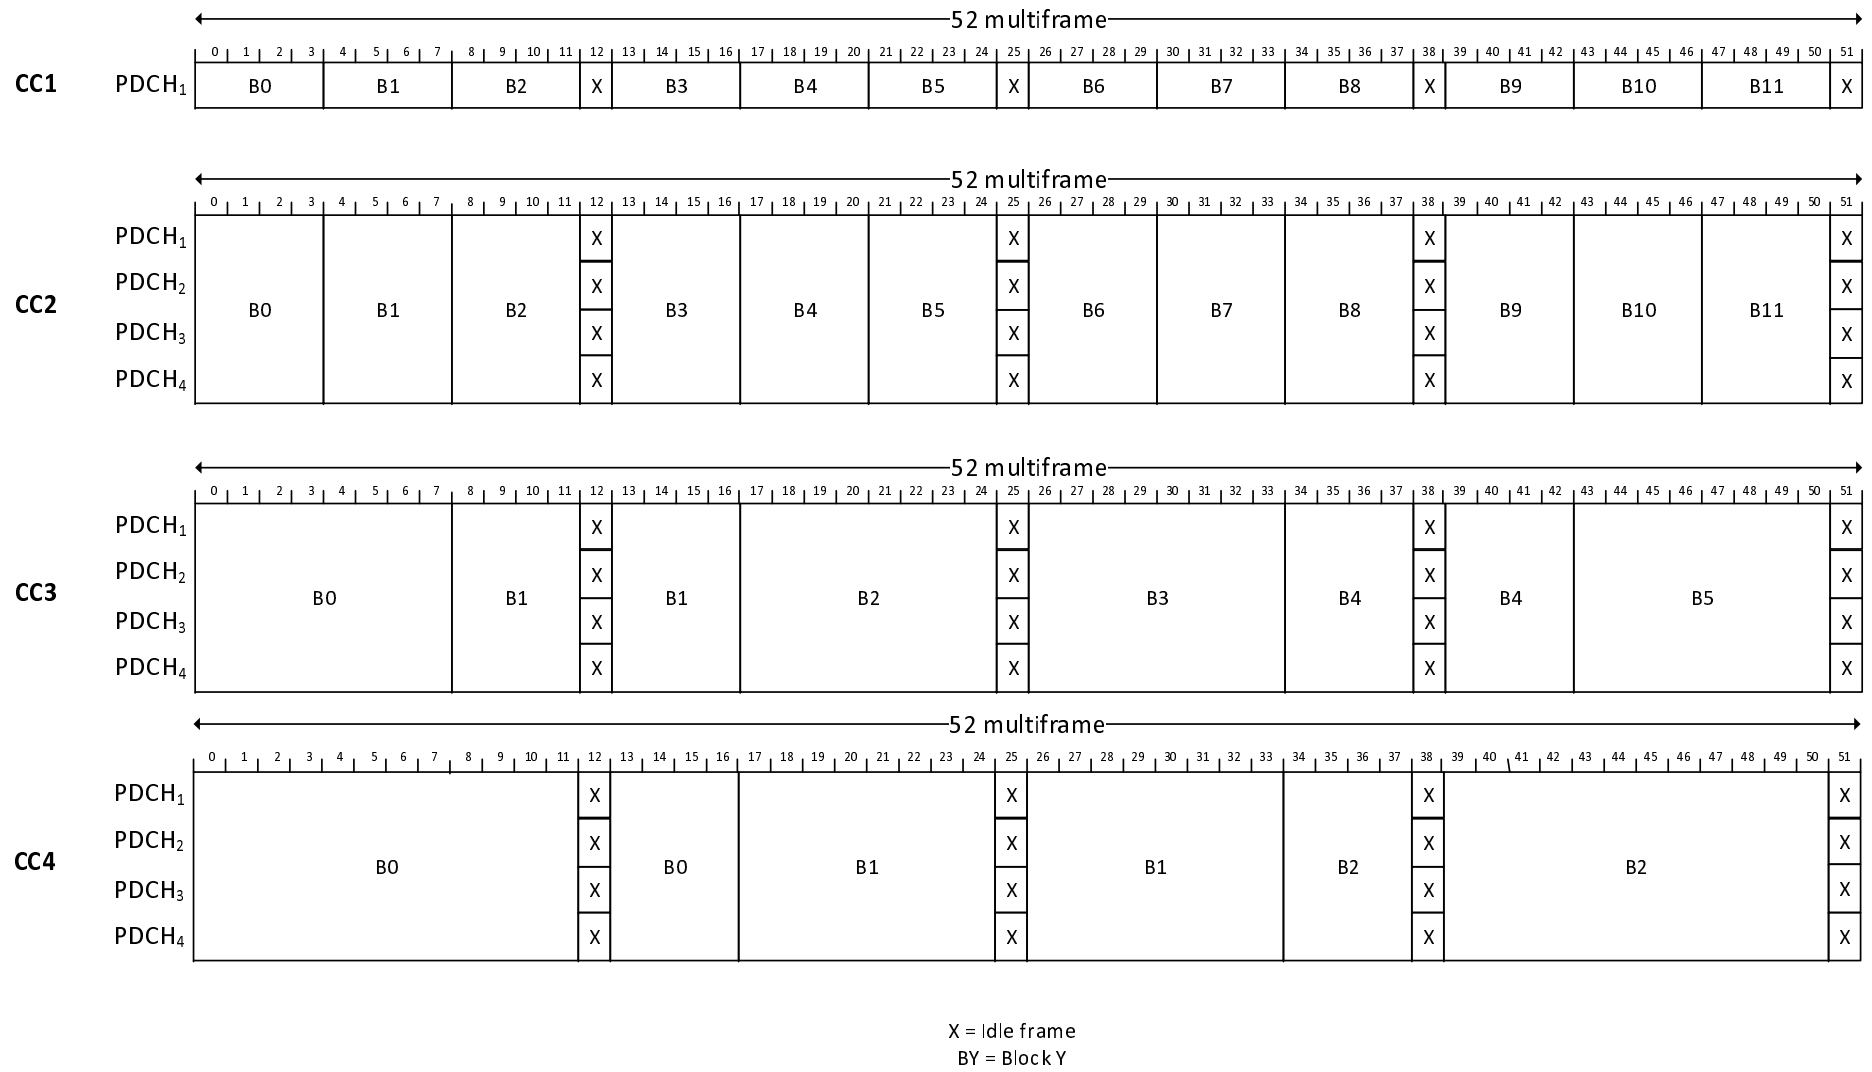 52 multiframe
0 1 2 3 4 5 6 7 8 9 10 11 12 13 14 15 16 17 18 19 20 21 22 23 24 25 26 27 28 29 30 31 32 33 34 35 36 37 38 39 40 41 42 43 44 45 46 47 48 49 50 51
CC1 PDCH1 B0 B1 B2 X B3 B4 B5 X B6 B7 B8 X B9 B10 B11 X
52 multiframe
0 1 2 3 4 5 6 7 8 9 10 11 12 13 14 15 16 17 18 19 20 21 22 23 24 25 26 27 28 29 30 31 32 33 34 35 36 37 38 39 40 41 42 43 44 45 46 47 48 49 50 51
PDCH1 X X X X
PDCH2 X X X X
CC2 B0 B1 B2 B3 B4 B5 B6 B7 B8 B9 B10 B11
PDCH3 X X X X
PDCH4 X X X X
52 multiframe
0 1 2 3 4 5 6 7 8 9 10 11 12 13 14 15 16 17 18 19 20 21 22 23 24 25 26 27 28 29 30 31 32 33 34 35 36 37 38 39 40 41 42 43 44 45 46 47 48 49 50 51
PDCH1 X X X X
PDCH2 X X X X
CC3 B0 B1 B1 B2 B3 B4 B4 B5
PDCH3 X X X X
PDCH4 X X X X
52 multiframe
0 1 2 3 4 5 6 7 8 9 10 11 12 13 14 15 16 17 18 19 20 21 22 23 24 25 26 27 28 29 30 31 32 33 34 35 36 37 38 39 40 41 42 43 44 45 46 47 48 49 50 51
PDCH1 X X X X
PDCH2 X X X X
CC4 B0 B0 B1 B1 B2 B2
PDCH3 X X X X
PDCH4 X X X X
X = Idle frame
BY = Block Y